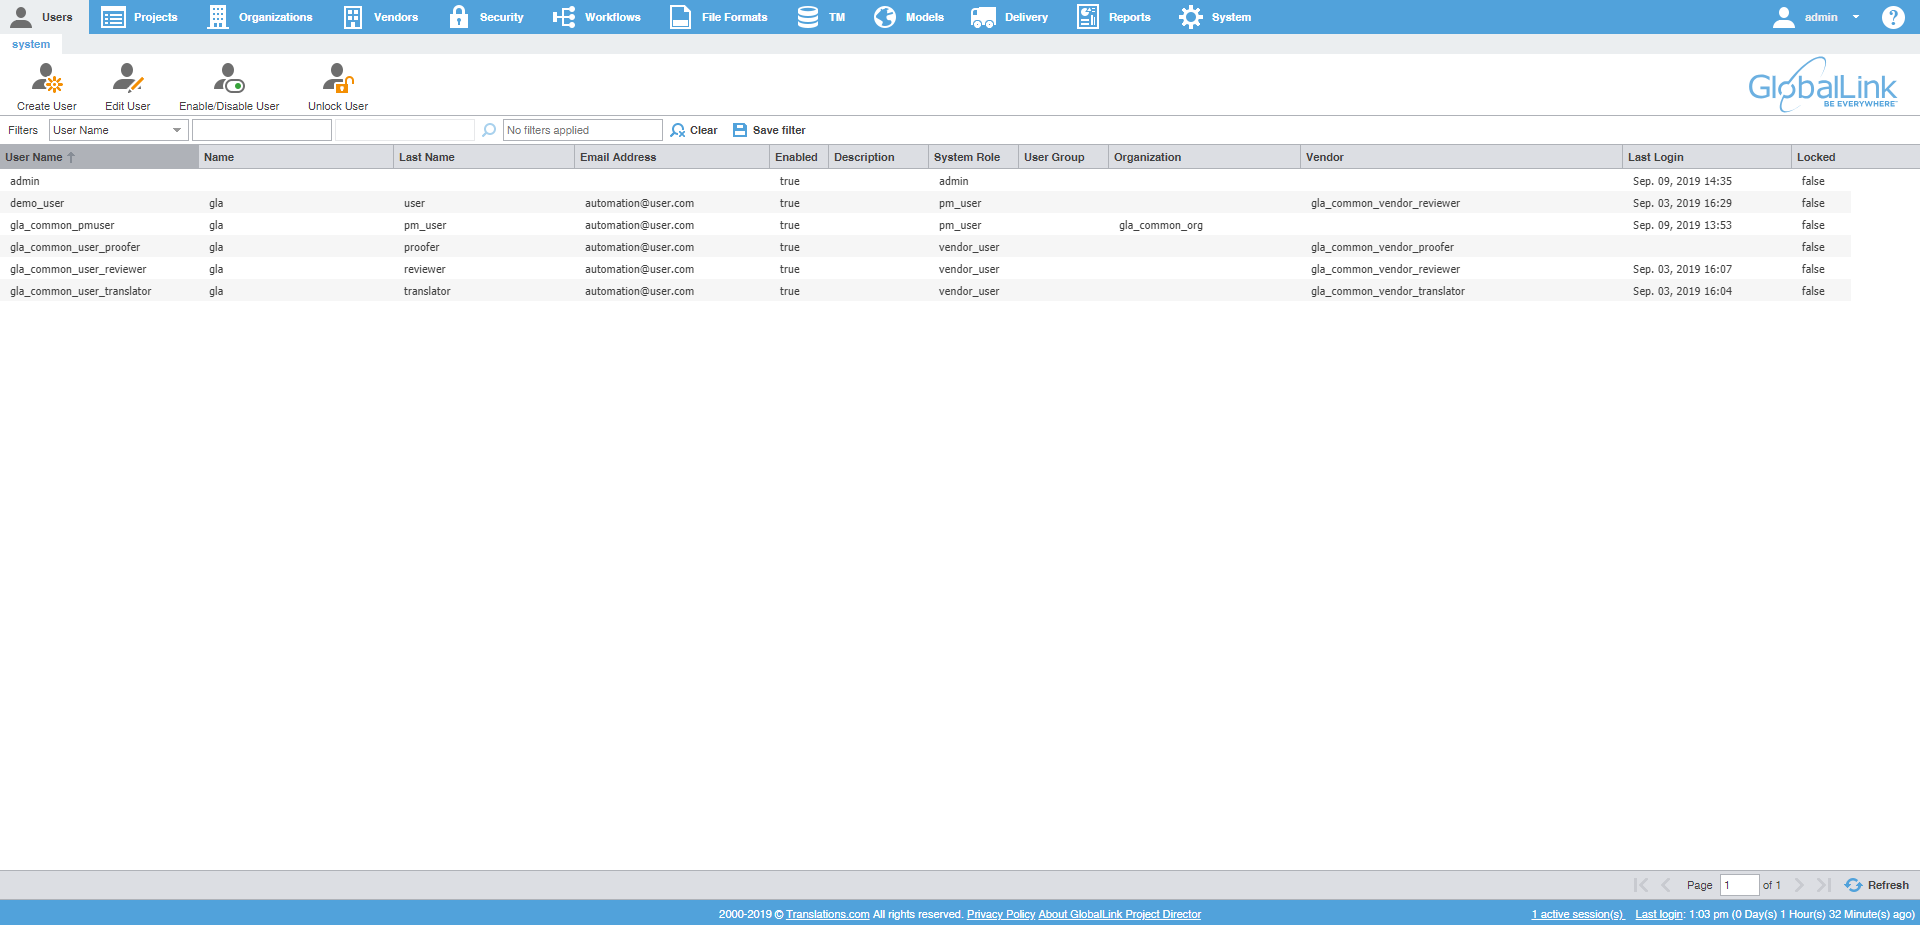 Users Projects Organizations Vendors Security Workflows File Formats TM Models Delivery Reports System admin ?
system
Create User Edit User Enable/Disable User Unlock User
GlobalLink
BE EVERYWHERE™
Filters User Name No filters applied Clear Save filter
User Name Name Last Name Email Address Enabled Description System Role User Group Organization Vendor Last Login Locked
admin true admin Sep. 09, 2019 14:35 false
demo_user gla user automation@user.com true pm_user gla_common_vendor_reviewer Sep. 03, 2019 16:29 false
gla_common_pmuser gla pm_user automation@user.com true pm_user gla_common_org Sep. 09, 2019 13:53 false
gla_common_user_proofer gla proofer automation@user.com true vendor_user gla_common_vendor_proofer false
gla_common_user_reviewer gla reviewer automation@user.com true vendor_user gla_common_vendor_reviewer Sep. 03, 2019 16:07 false
gla_common_user_translator gla translator automation@user.com true vendor_user gla_common_vendor_translator Sep. 03, 2019 16:04 false
Page 1 of 1 Refresh
2000-2019 © Translations.com All rights reserved. Privacy Policy About GlobalLink Project Director 1 active session(s) Last login: 1:03 pm (0 Day(s) 1 Hour(s) 32 Minute(s) ago)